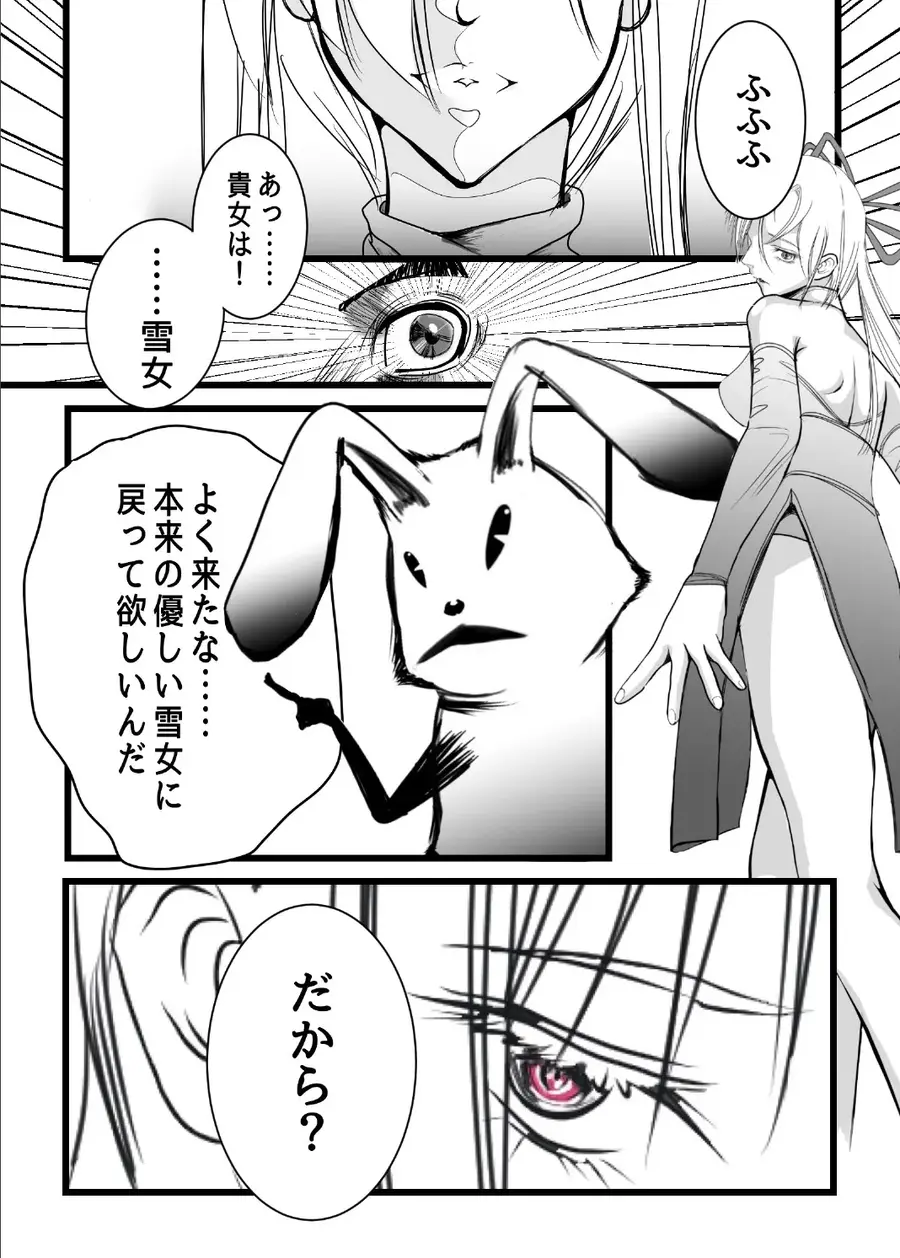 ふふふ
あっ……
貴女は！
……雪女
よく来たな……
本来の優しい雪女に
戻って欲しいんだ
だから？